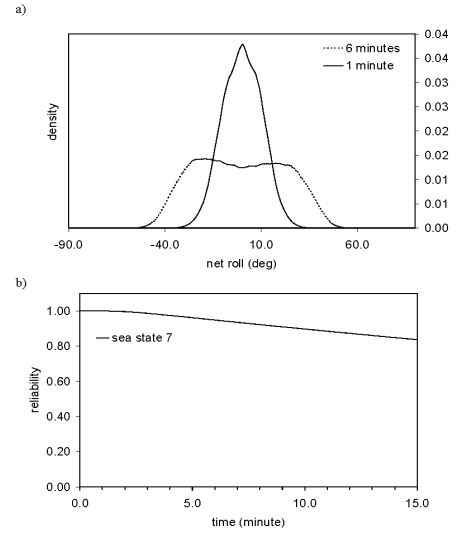 a)
6 minutes
1 minute
density
0.04
0.04
0.03
0.03
0.02
0.02
0.01
0.01
0.00
-90.0 -40.0 10.0 60.0
net roll (deg)
b)
sea state 7
reliability
1.00
0.80
0.60
0.40
0.20
0.00
0.0 5.0 10.0 15.0
time (minute)